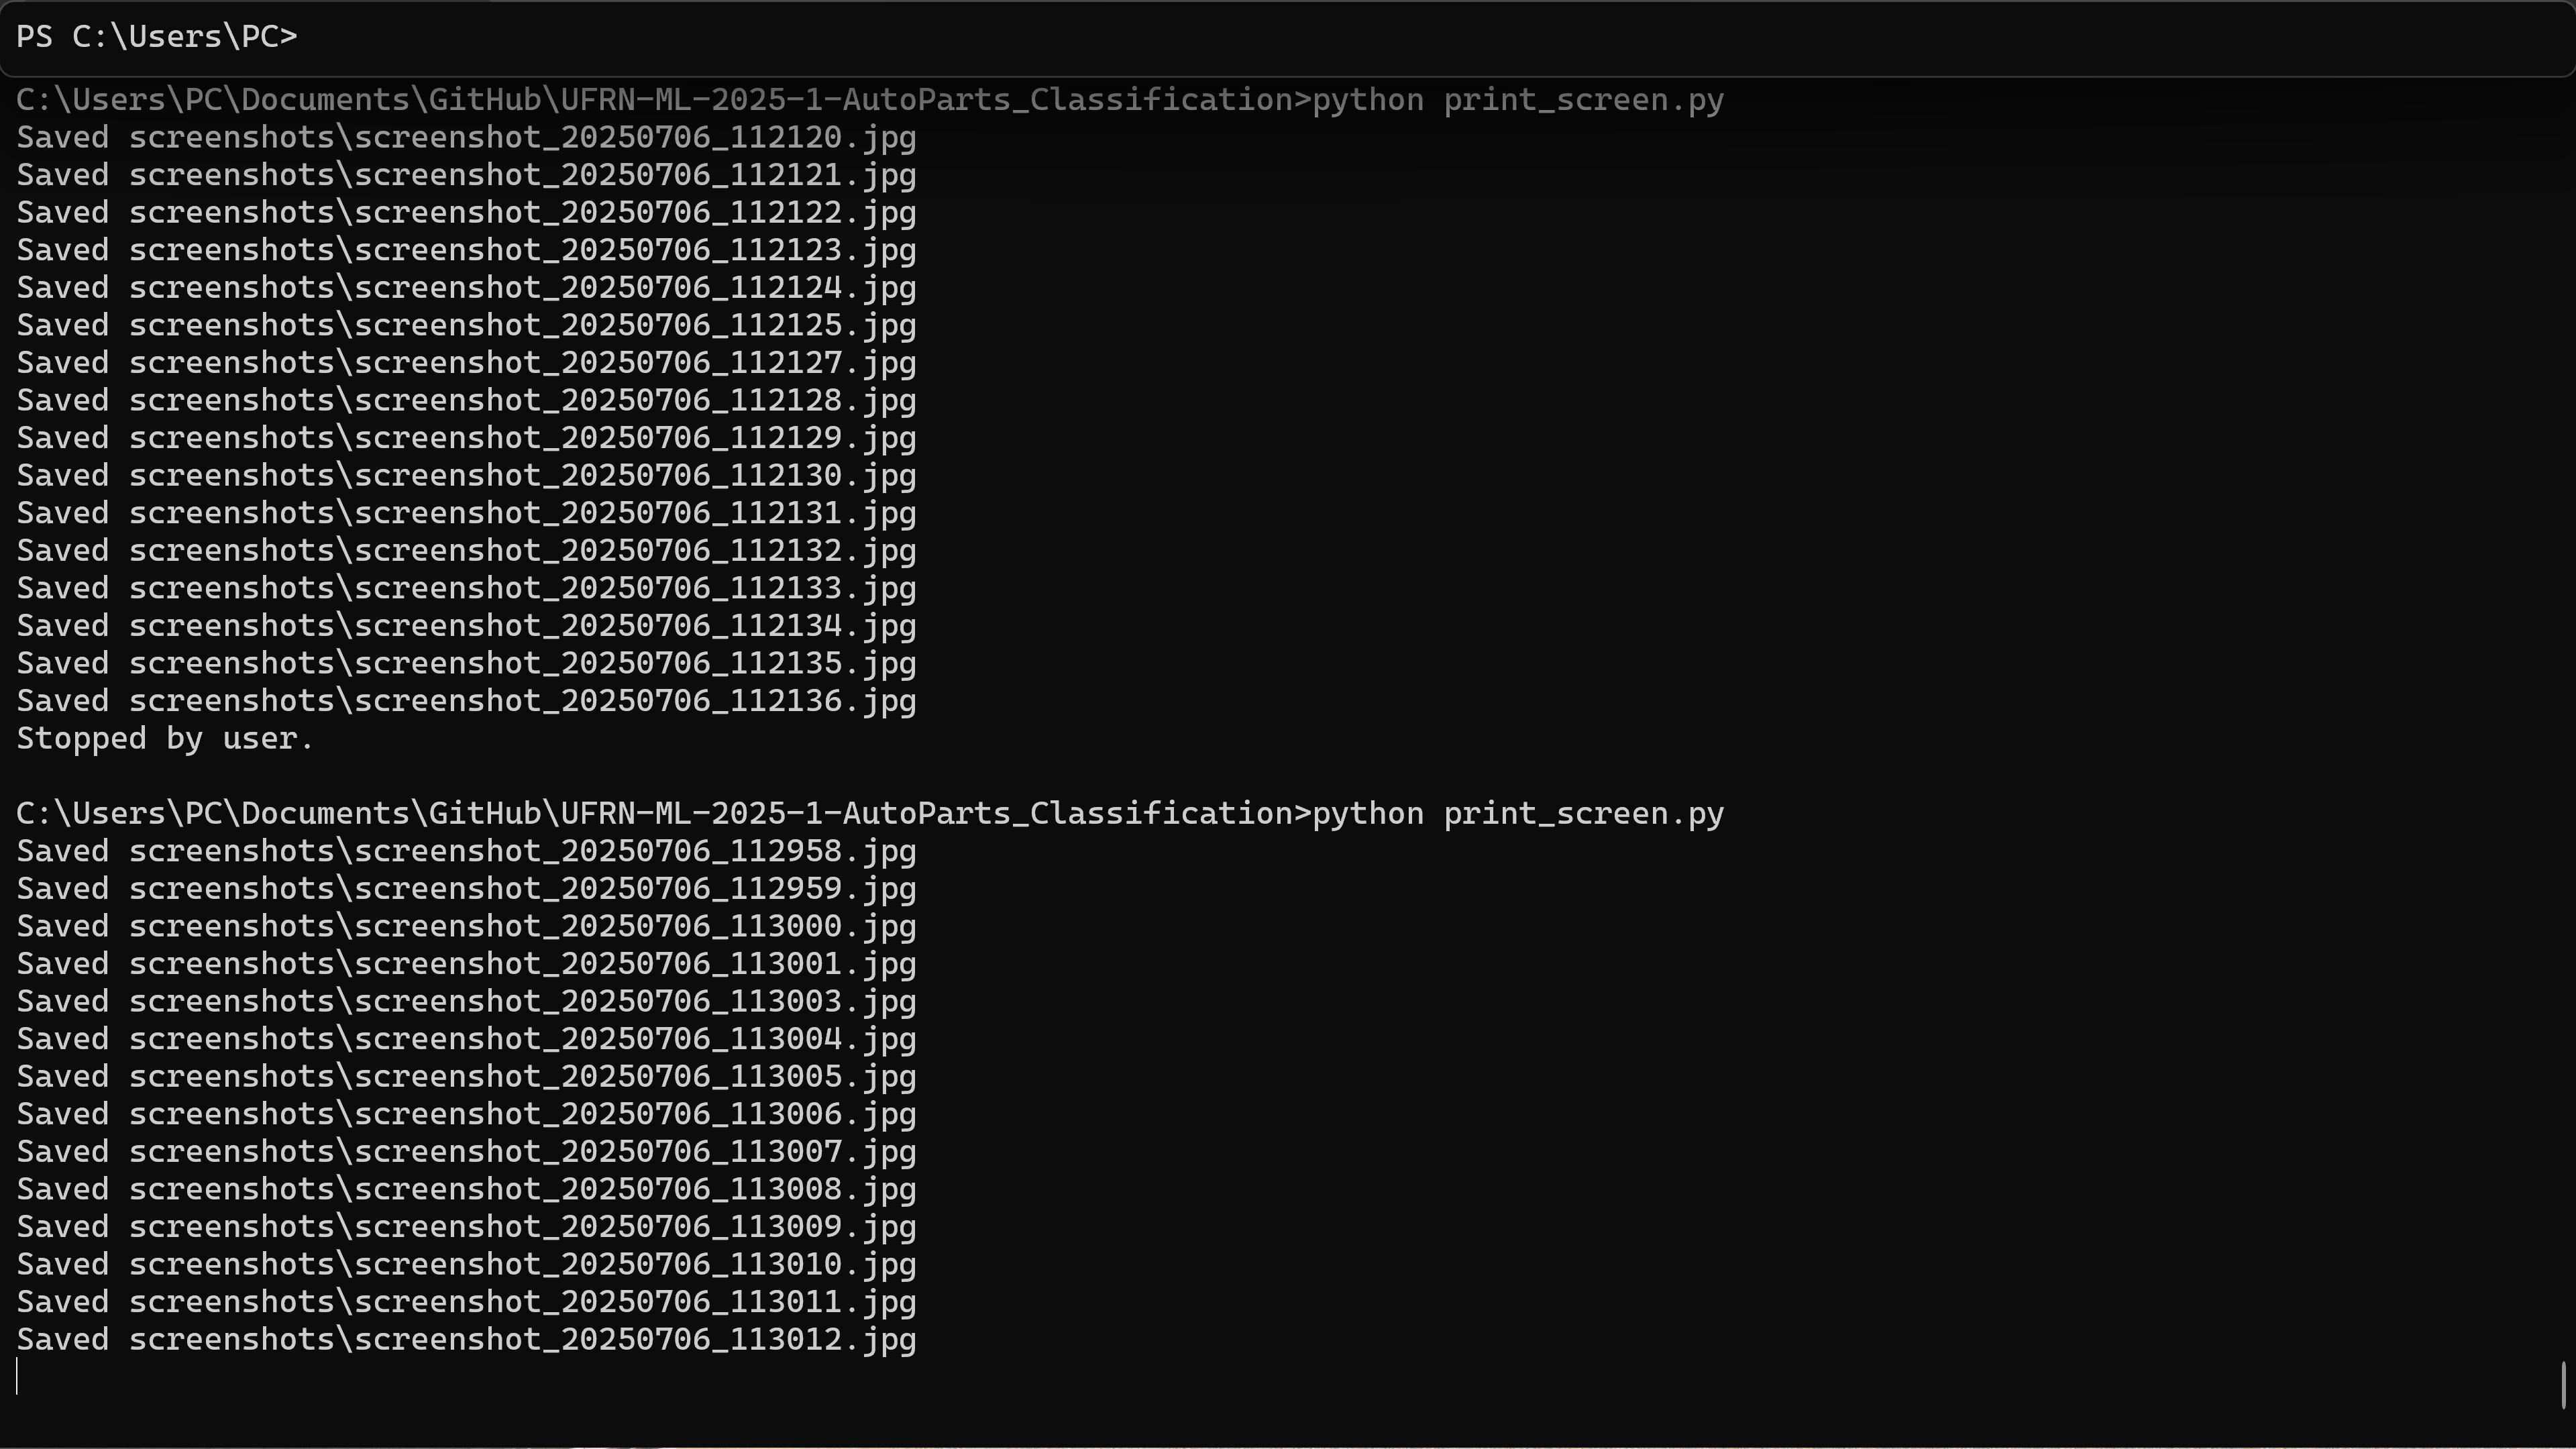 PS C:\Users\PC>
C:\Users\PC\Documents\GitHub\UFRN-ML-2025-1-AutoParts_Classification>python print_screen.py
Saved screenshots\screenshot_20250706_112120.jpg
Saved screenshots\screenshot_20250706_112121.jpg
Saved screenshots\screenshot_20250706_112122.jpg
Saved screenshots\screenshot_20250706_112123.jpg
Saved screenshots\screenshot_20250706_112124.jpg
Saved screenshots\screenshot_20250706_112125.jpg
Saved screenshots\screenshot_20250706_112127.jpg
Saved screenshots\screenshot_20250706_112128.jpg
Saved screenshots\screenshot_20250706_112129.jpg
Saved screenshots\screenshot_20250706_112130.jpg
Saved screenshots\screenshot_20250706_112131.jpg
Saved screenshots\screenshot_20250706_112132.jpg
Saved screenshots\screenshot_20250706_112133.jpg
Saved screenshots\screenshot_20250706_112134.jpg
Saved screenshots\screenshot_20250706_112135.jpg
Saved screenshots\screenshot_20250706_112136.jpg
Stopped by user.
C:\Users\PC\Documents\GitHub\UFRN-ML-2025-1-AutoParts_Classification>python print_screen.py
Saved screenshots\screenshot_20250706_112958.jpg
Saved screenshots\screenshot_20250706_112959.jpg
Saved screenshots\screenshot_20250706_113000.jpg
Saved screenshots\screenshot_20250706_113001.jpg
Saved screenshots\screenshot_20250706_113003.jpg
Saved screenshots\screenshot_20250706_113004.jpg
Saved screenshots\screenshot_20250706_113005.jpg
Saved screenshots\screenshot_20250706_113006.jpg
Saved screenshots\screenshot_20250706_113007.jpg
Saved screenshots\screenshot_20250706_113008.jpg
Saved screenshots\screenshot_20250706_113009.jpg
Saved screenshots\screenshot_20250706_113010.jpg
Saved screenshots\screenshot_20250706_113011.jpg
Saved screenshots\screenshot_20250706_113012.jpg